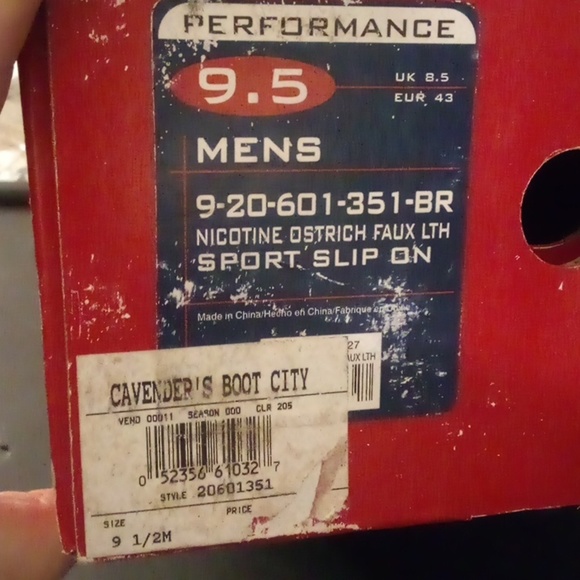 PERFORMANCE
9.5
UK 8.5
EUR 43
MENS
9-20-601-351-BR
NICOTINE OSTRICH FAUX LTH
SPORT SLIP ON
Made in China/Hecho en China/Fabrique en
27
AUX LTH
CAVENDER'S BOOT CITY
VEND 00011 SEASON 000 CLR 205
0 52356 61032 7
STYLE 20601351
SIZE PRICE
9 1/2M